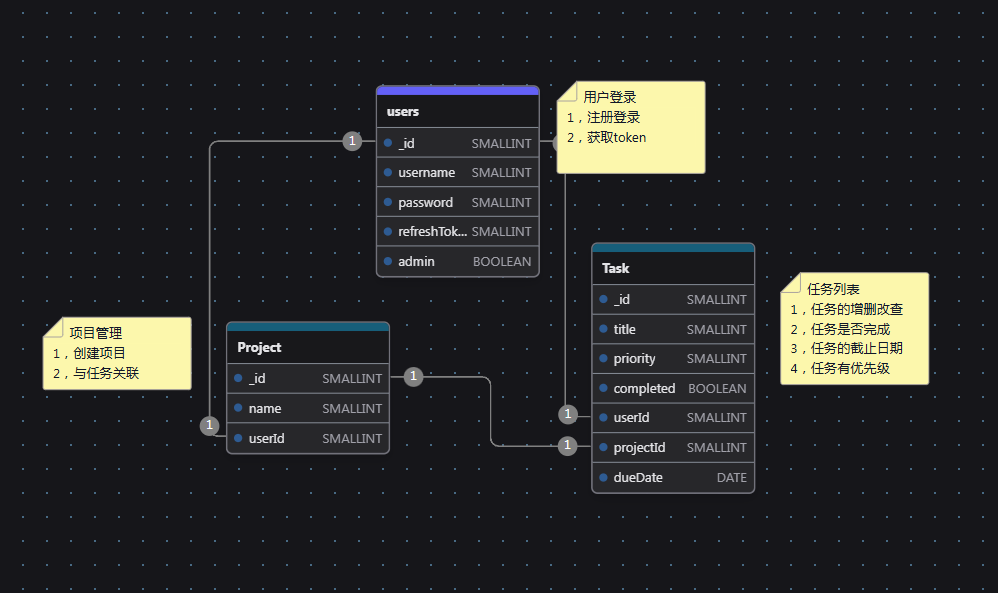 users
_id SMALLINT
username SMALLINT
password SMALLINT
refreshTok... SMALLINT
admin BOOLEAN
用户登录
1，注册登录
2，获取token
1
Task
_id SMALLINT
title SMALLINT
priority SMALLINT
completed BOOLEAN
userId SMALLINT
projectId SMALLINT
dueDate DATE
1
1
任务列表
1，任务的增删改查
2，任务是否完成
3，任务的截止日期
4，任务有优先级
项目管理
1，创建项目
2，与任务关联
Project
_id SMALLINT
name SMALLINT
userId SMALLINT
1
1